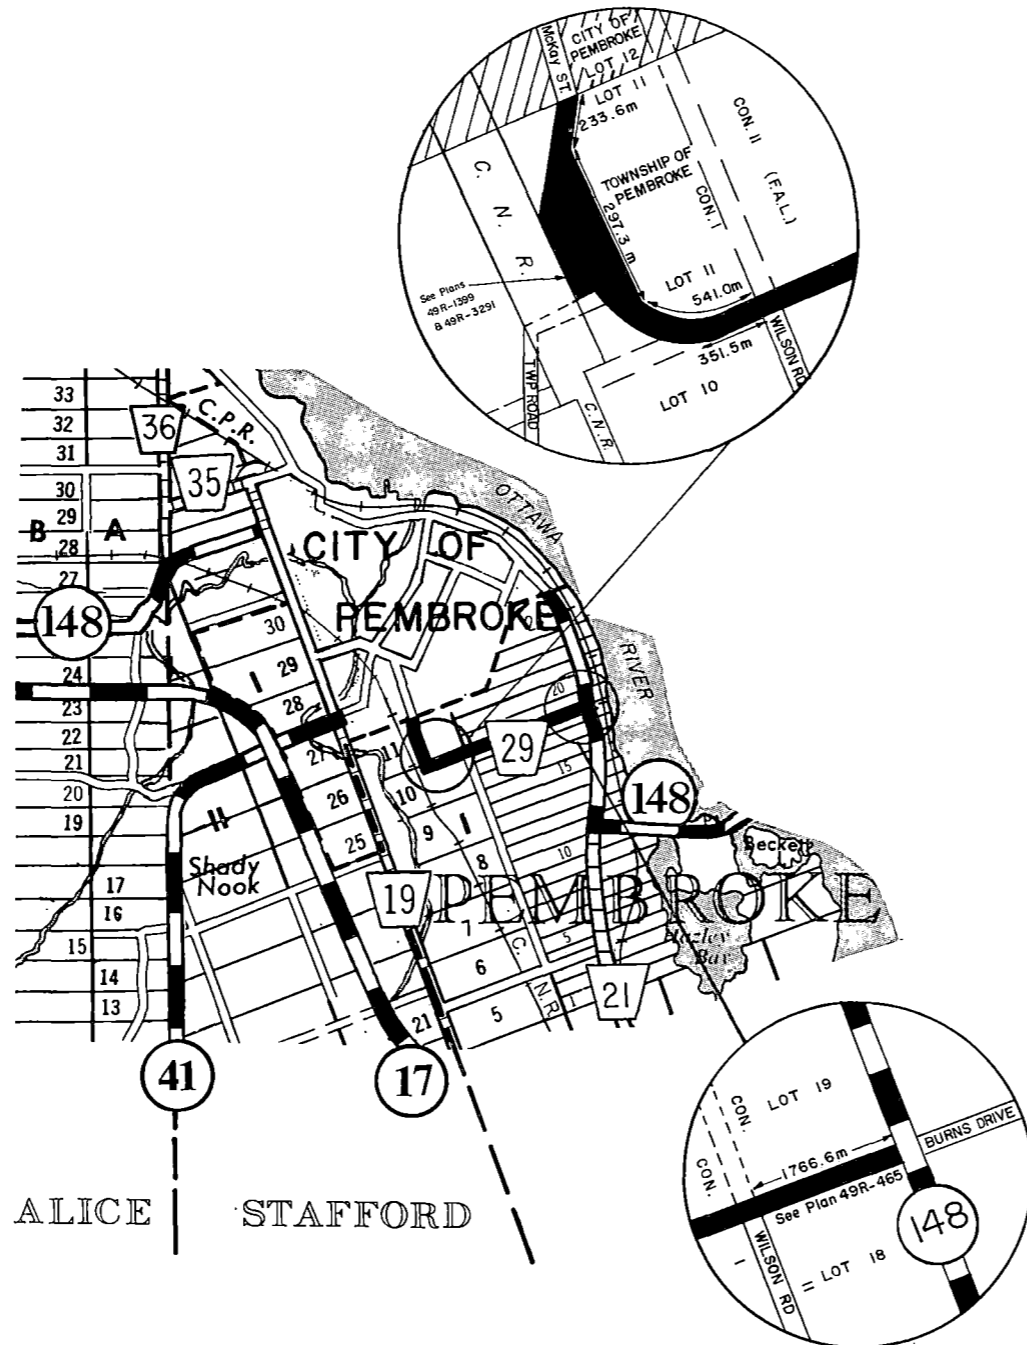 McKAY ST.
CITY OF
PEMBROKE
LOT 12
LOT 11
233.6m
CON. II
(F.A.L.)
TOWNSHIP OF
PEMBROKE
CON. I
C. N. R.
297.3 m
See Plans
49R-1399
& 49R-3291
LOT 11
541.0m
351.5m
WILSON RD
LOT 10
TWP ROAD
C.N.R.
33
32
31
30
29
28
27
24
23
22
21
20
19
17
16
15
14
13
B
A
36
35
C.P.R.
148
OTTAWA
RIVER
CITY OF
PEMBROKE
30
29
28
27
26
25
21
I
II
Shady
Nook
11
10
9
8
7
6
5
I
20
15
10
5
1
29
148
Beckett
PEMBROKE
Hazley
Bay
19
21
C.
N.R.
41
17
ALICE
STAFFORD
CON.
LOT 19
CON.
1766.6m
BURNS DRIVE
See Plan 49R-465
148
I
WILSON RD
II
LOT 18